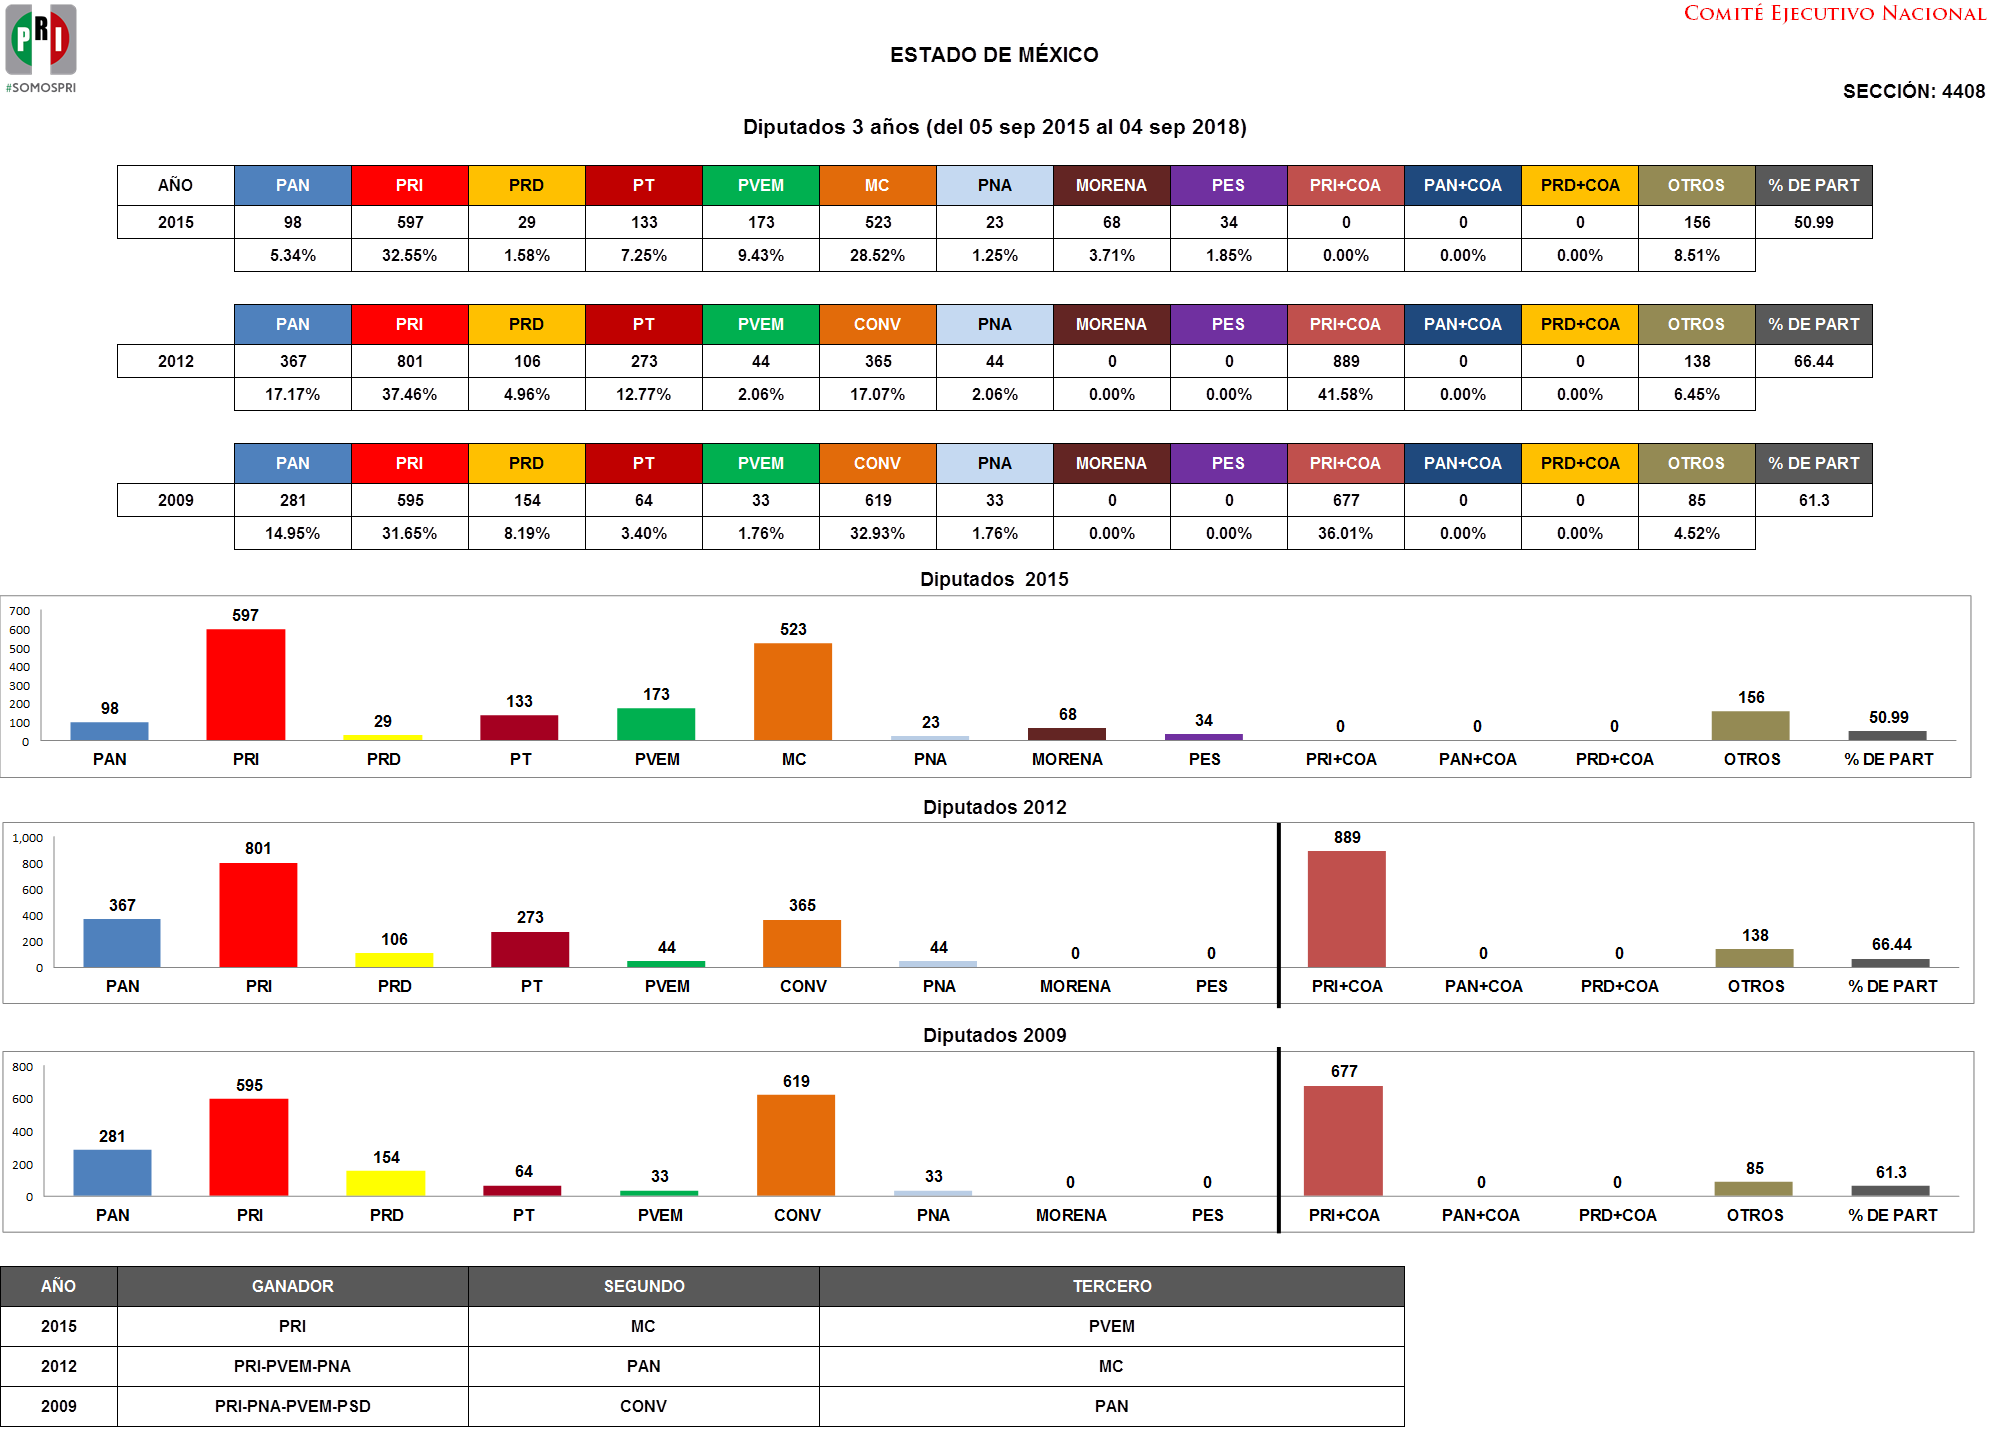 PRI
#SOMOSPRI
COMITÉ EJECUTIVO NACIONAL
ESTADO DE MÉXICO
SECCIÓN: 4408
Diputados 3 años (del 05 sep 2015 al 04 sep 2018)
AÑO PAN PRI PRD PT PVEM MC PNA MORENA PES PRI+COA PAN+COA PRD+COA OTROS % DE PART
2015 98 597 29 133 173 523 23 68 34 0 0 0 156 50.99
5.34% 32.55% 1.58% 7.25% 9.43% 28.52% 1.25% 3.71% 1.85% 0.00% 0.00% 0.00% 8.51%
PAN PRI PRD PT PVEM CONV PNA MORENA PES PRI+COA PAN+COA PRD+COA OTROS % DE PART
2012 367 801 106 273 44 365 44 0 0 889 0 0 138 66.44
17.17% 37.46% 4.96% 12.77% 2.06% 17.07% 2.06% 0.00% 0.00% 41.58% 0.00% 0.00% 6.45%
PAN PRI PRD PT PVEM CONV PNA MORENA PES PRI+COA PAN+COA PRD+COA OTROS % DE PART
2009 281 595 154 64 33 619 33 0 0 677 0 0 85 61.3
14.95% 31.65% 8.19% 3.40% 1.76% 32.93% 1.76% 0.00% 0.00% 36.01% 0.00% 0.00% 4.52%
Diputados 2015
700
600
500
400
300
200
100
0
98 597 29 133 173 523 23 68 34 0 0 0 156 50.99
PAN PRI PRD PT PVEM MC PNA MORENA PES PRI+COA PAN+COA PRD+COA OTROS % DE PART
Diputados 2012
1,000
800
600
400
200
0
367 801 106 273 44 365 44 0 0 889 0 0 138 66.44
PAN PRI PRD PT PVEM CONV PNA MORENA PES PRI+COA PAN+COA PRD+COA OTROS % DE PART
Diputados 2009
800
600
400
200
0
281 595 154 64 33 619 33 0 0 677 0 0 85 61.3
PAN PRI PRD PT PVEM CONV PNA MORENA PES PRI+COA PAN+COA PRD+COA OTROS % DE PART
AÑO GANADOR SEGUNDO TERCERO
2015 PRI MC PVEM
2012 PRI-PVEM-PNA PAN MC
2009 PRI-PNA-PVEM-PSD CONV PAN